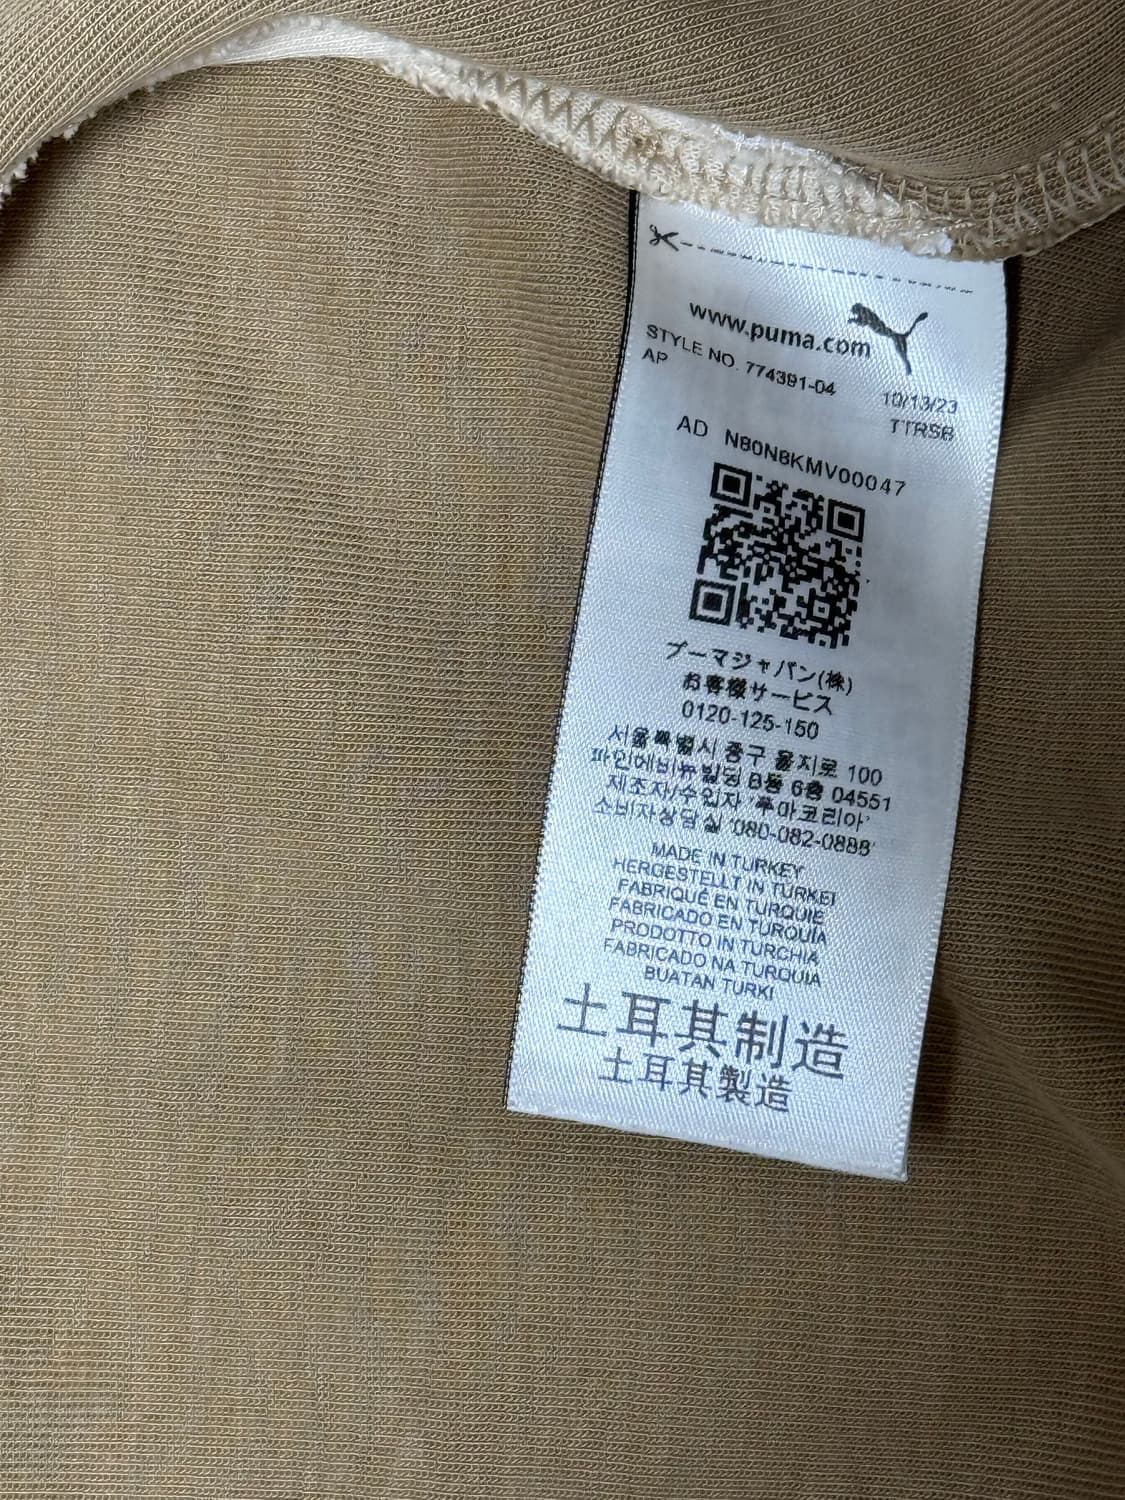 www.puma.com
STYLE NO. 774391-04
AP
10/13/23
TTRSB
AD N80N8KMV00047
プーマジャパン(株)
お客様サービス
0120-125-150
서울특별시 중구 을지로 100
파인에비뉴빌딩 B동 6층 04551
제조자/수입자 '푸마코리아'
소비자상담실 '080-082-0888'
MADE IN TURKEY
HERGESTELLT IN TURKEI
FABRIQUÉ EN TURQUIE
FABRICADO EN TURQUÍA
PRODOTTO IN TURCHIA
FABRICADO NA TURQUIA
BUATAN TURKI
土耳其制造
土耳其製造